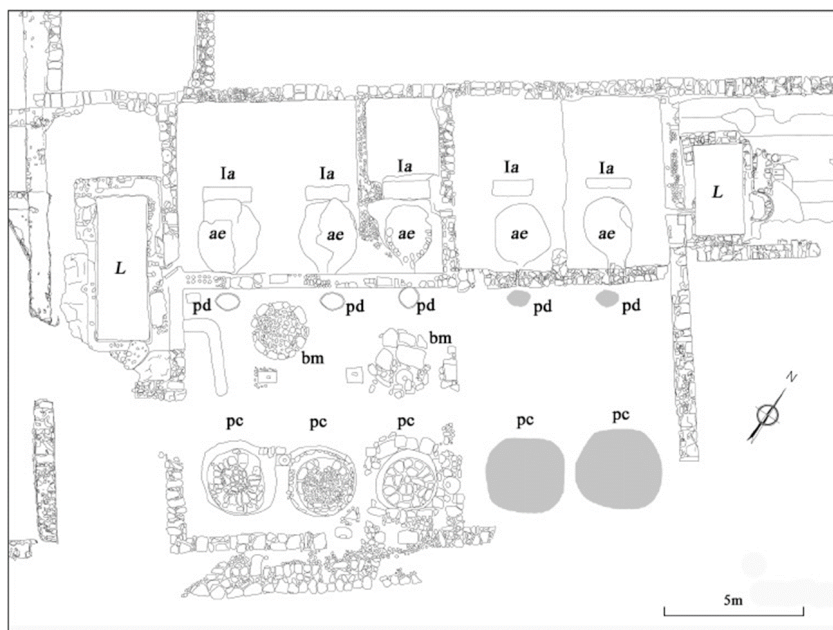 Ia Ia Ia Ia Ia
ae ae ae ae ae
L L
pd pd pd pd pd
bm bm
pc pc pc pc pc
N
5m